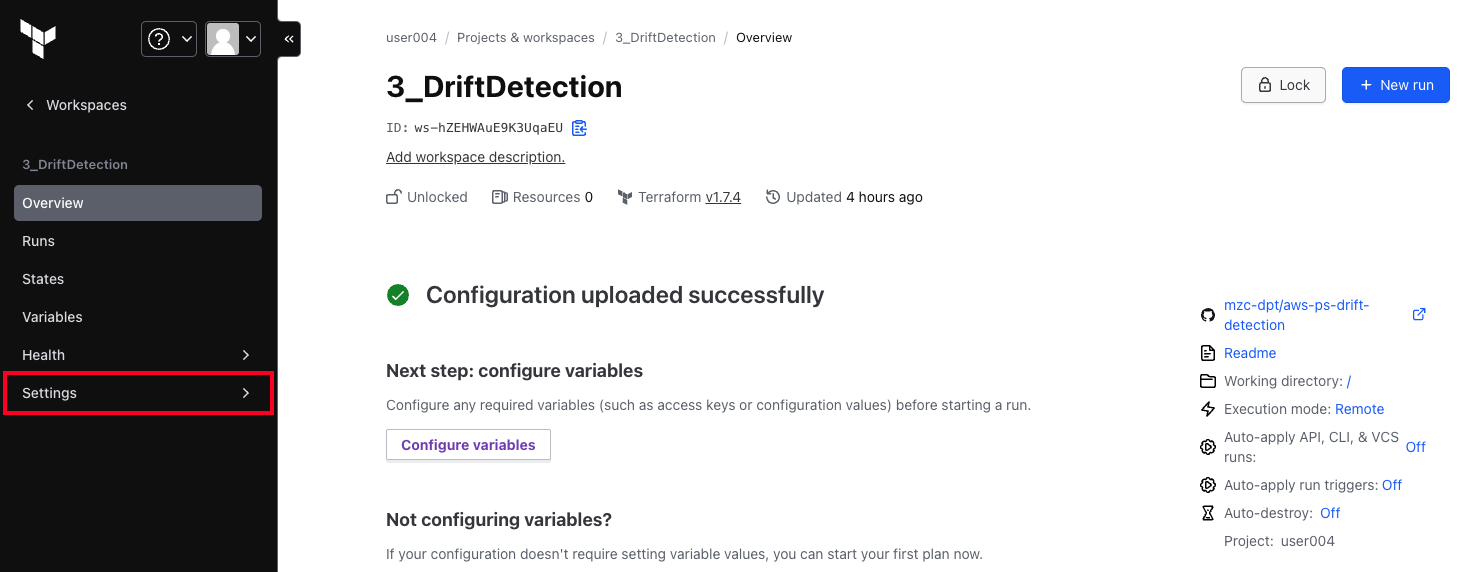 Workspaces
3_DriftDetection
Overview
Runs
States
Variables
Health
Settings
user004 / Projects & workspaces / 3_DriftDetection / Overview
3_DriftDetection
Lock
+ New run
ID: ws-hZEHWAuE9K3UqaEU
Add workspace description.
Unlocked Resources 0 Terraform v1.7.4 Updated 4 hours ago
Configuration uploaded successfully
Next step: configure variables
Configure any required variables (such as access keys or configuration values) before starting a run.
Configure variables
Not configuring variables?
If your configuration doesn't require setting variable values, you can start your first plan now.
mzc-dpt/aws-ps-drift-
detection
Readme
Working directory: /
Execution mode: Remote
Auto-apply API, CLI, & VCS
runs: Off
Auto-apply run triggers: Off
Auto-destroy: Off
Project: user004